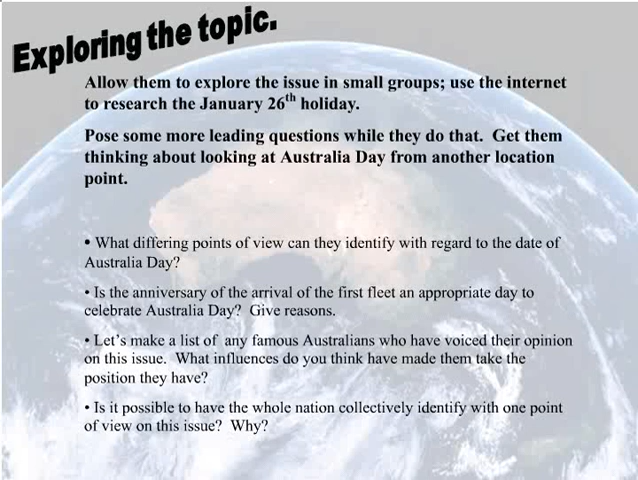 Exploring the topic.
Allow them to explore the issue in small groups; use the internet
to research the January 26th holiday.
Pose some more leading questions while they do that.  Get them
thinking about looking at Australia Day from another location
point.
• What differing points of view can they identify with regard to the date of
Australia Day?
• Is the anniversary of the arrival of the first fleet an appropriate day to
celebrate Australia Day?  Give reasons.
• Let’s make a list of  any famous Australians who have voiced their opinion
on this issue.  What influences do you think have made them take the
position they have?
• Is it possible to have the whole nation collectively identify with one point
of view on this issue?  Why?